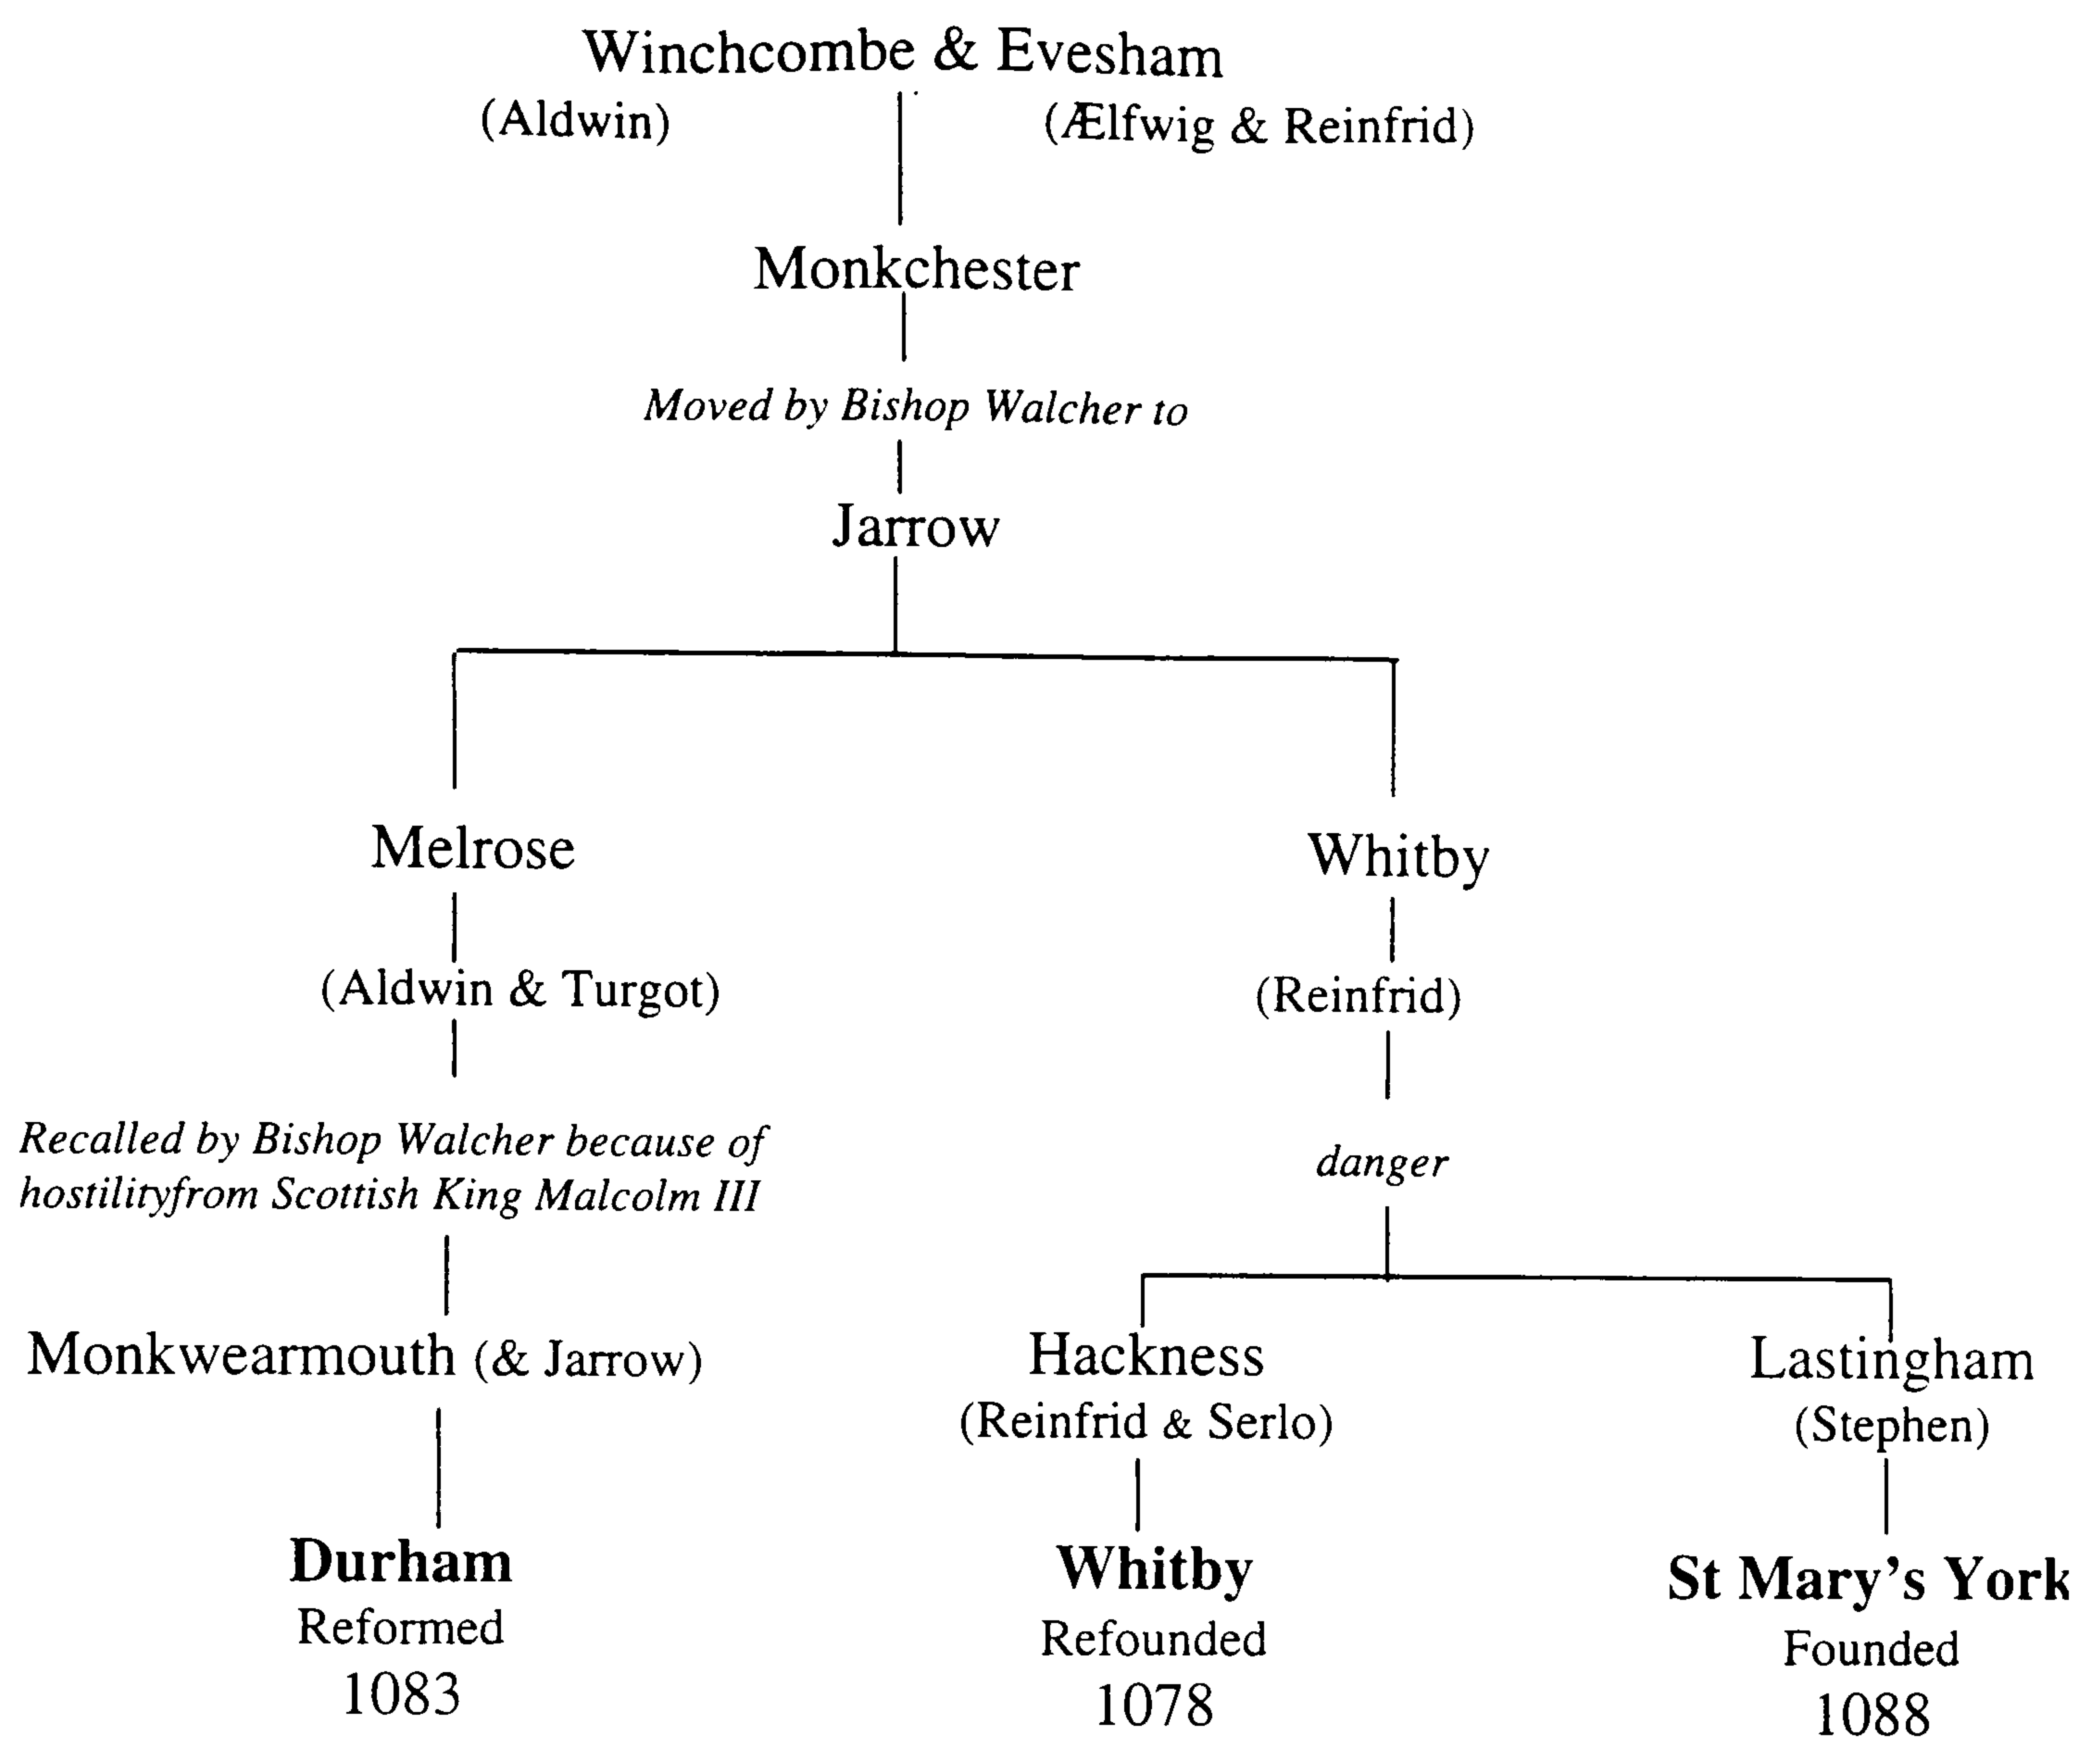 Winchcombe & Evesham
(Aldwin)
(Ælfwig & Reinfrid)
Monkchester
Moved by Bishop Walcher to
Jarrow
Melrose
Whitby
(Aldwin & Turgot)
(Reinfrid)
Recalled by Bishop Walcher because of
hostilityfrom Scottish King Malcolm III
danger
Monkwearmouth (& Jarrow)
Hackness
(Reinfrid & Serlo)
Lastingham
(Stephen)
Durham
Reformed
1083
Whitby
Refounded
1078
St Mary's York
Founded
1088